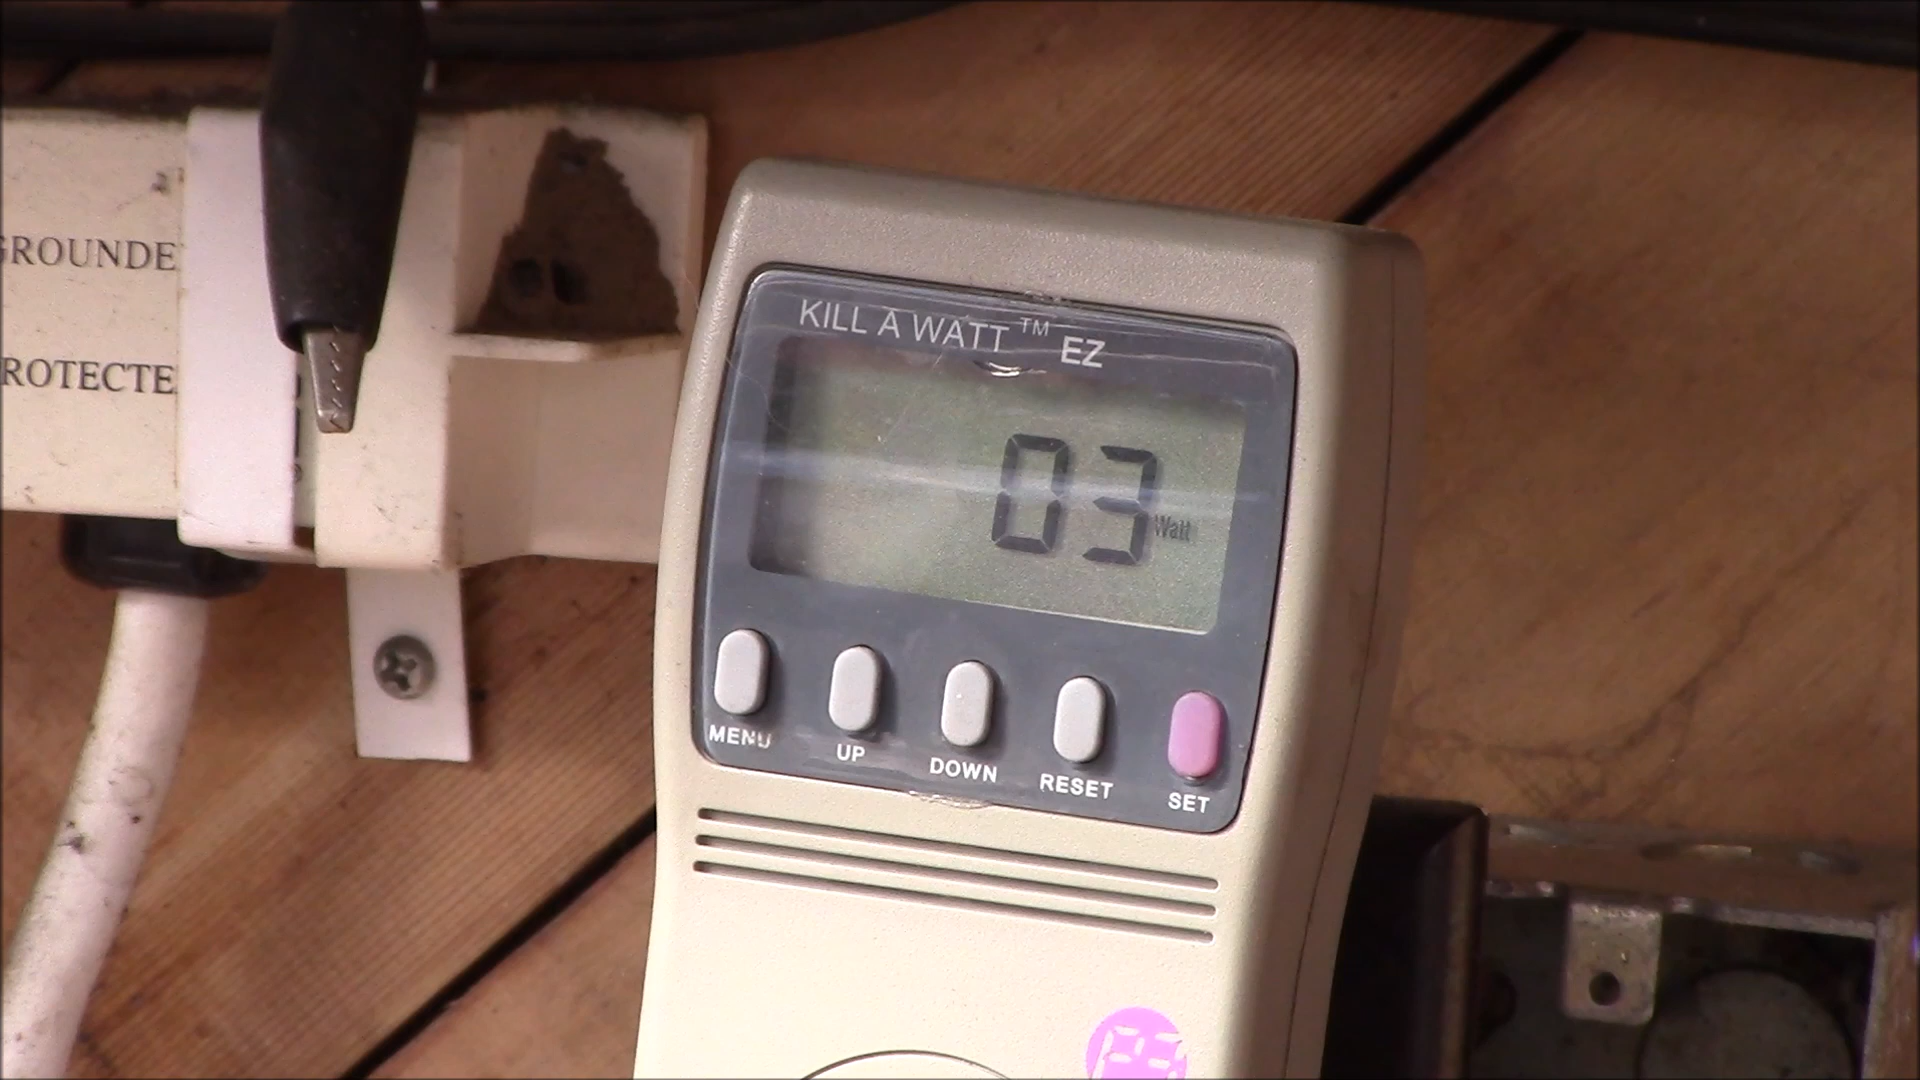 GROUNDE
ROTECTE
KILL A WATT™ EZ
03 Watt
MENU
UP
DOWN
RESET
SET